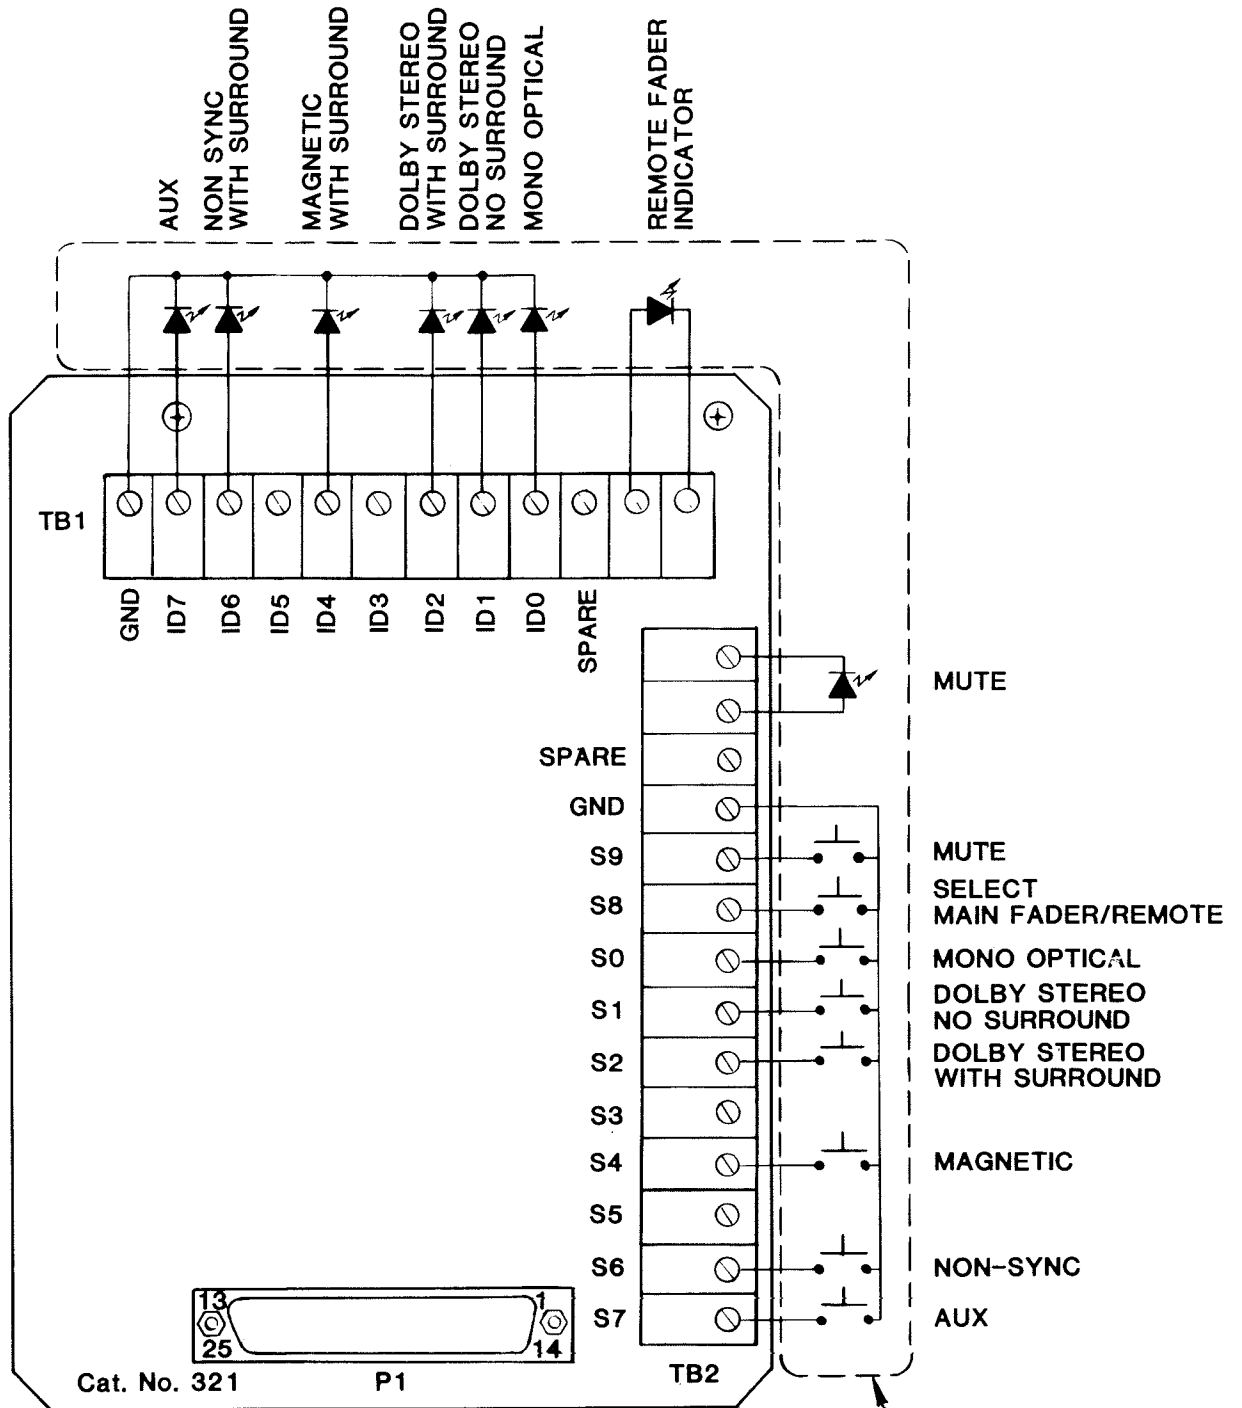 AUX
NON SYNC
WITH SURROUND
MAGNETIC
WITH SURROUND
DOLBY STEREO
WITH SURROUND
DOLBY STEREO
NO SURROUND
MONO OPTICAL
REMOTE FADER
INDICATOR
TB1
GND
ID7
ID6
ID5
ID4
ID3
ID2
ID1
ID0
SPARE
MUTE
SPARE
GND
S9
MUTE
S8
SELECT
MAIN FADER/REMOTE
S0
MONO OPTICAL
S1
DOLBY STEREO
NO SURROUND
S2
DOLBY STEREO
WITH SURROUND
S3
S4
MAGNETIC
S5
S6
NON-SYNC
S7
AUX
13
1
25
14
Cat. No. 321
P1
TB2